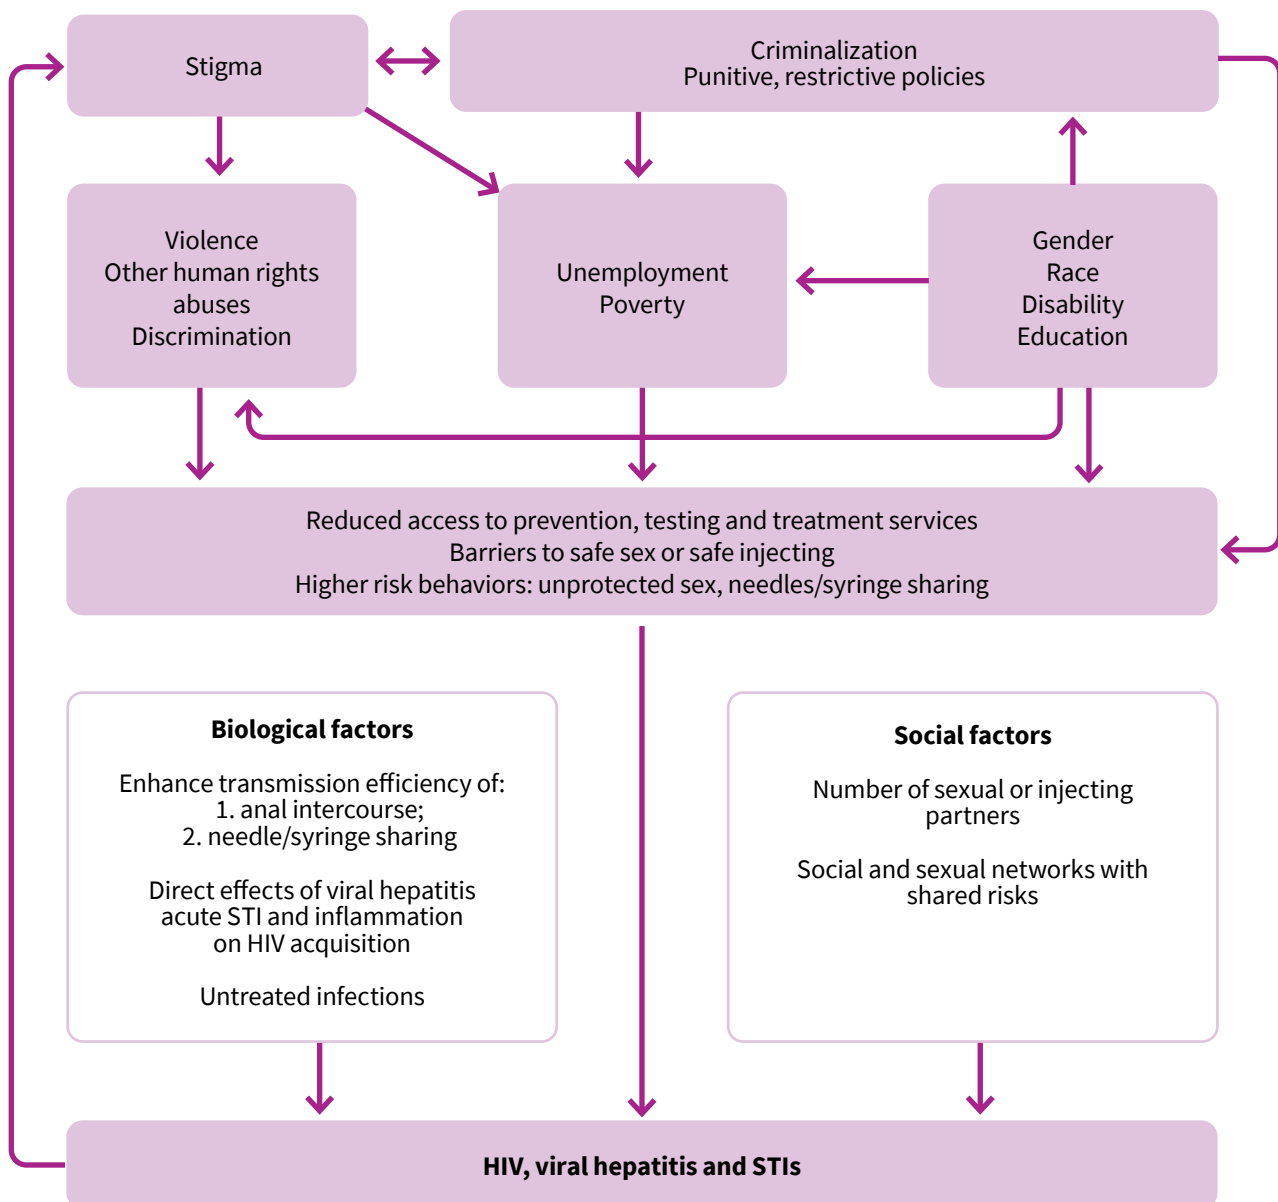 Stigma
Criminalization
Punitive, restrictive policies
Violence
Other human rights
abuses
Discrimination
Unemployment
Poverty
Gender
Race
Disability
Education
Reduced access to prevention, testing and treatment services
Barriers to safe sex or safe injecting
Higher risk behaviors: unprotected sex, needles/syringe sharing
Biological factors
Enhance transmission efficiency of:
1. anal intercourse;
2. needle/syringe sharing
Direct effects of viral hepatitis
acute STI and inflammation
on HIV acquisition
Untreated infections
Social factors
Number of sexual or injecting
partners
Social and sexual networks with
shared risks
HIV, viral hepatitis and STIs